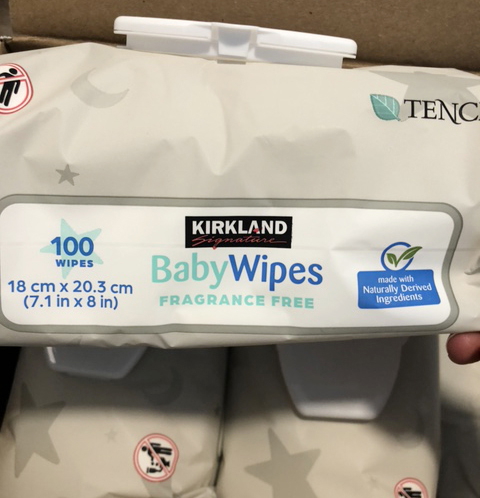 TENC
KIRKLAND
Signature
100
WIPES
18 cm x 20.3 cm
(7.1 in x 8 in)
BabyWipes
FRAGRANCE FREE
made with
Naturally Derived
Ingredients